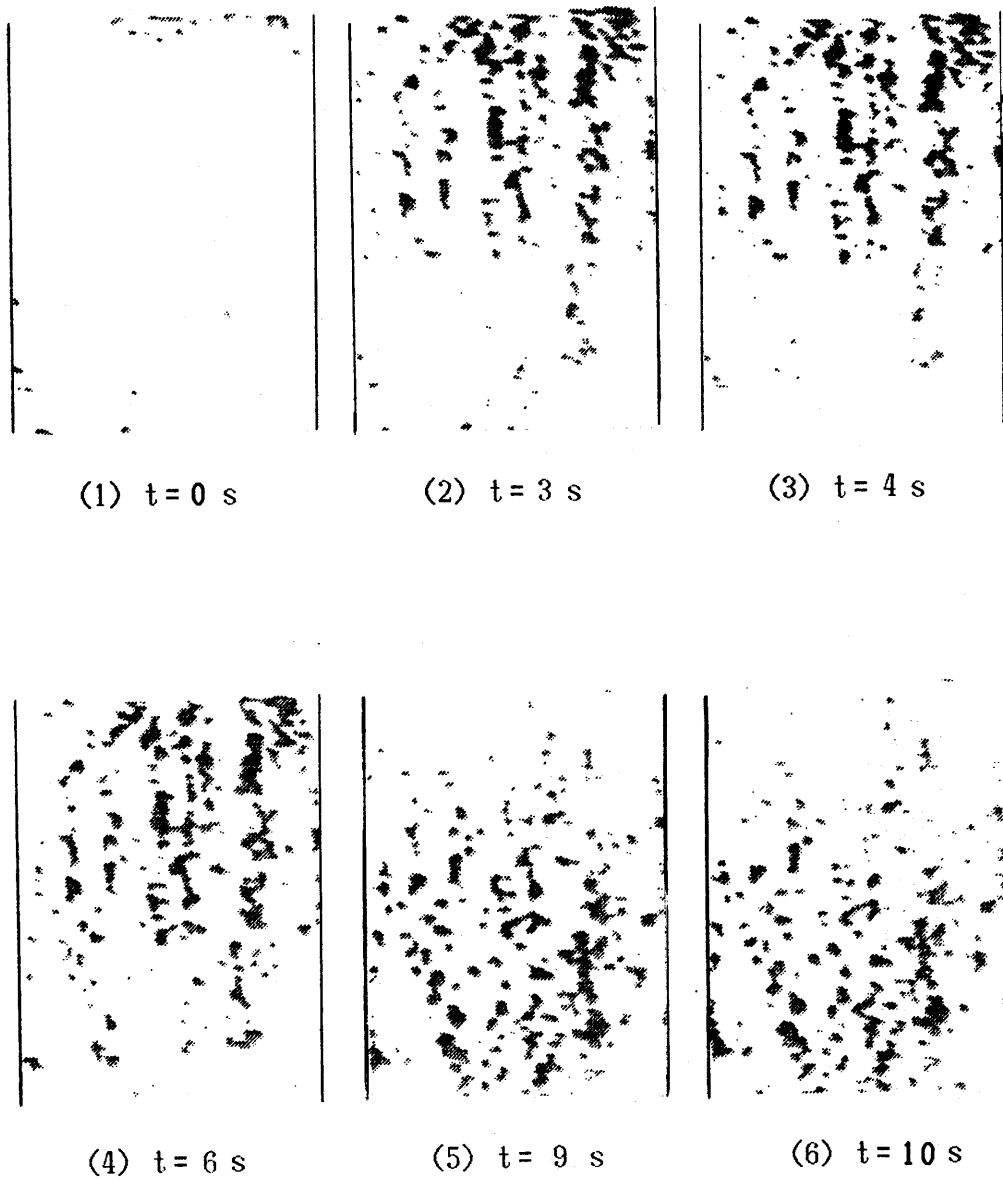 (1) t = 0 s
(2) t = 3 s
(3) t = 4 s
(4) t = 6 s
(5) t = 9 s
(6) t = 10 s